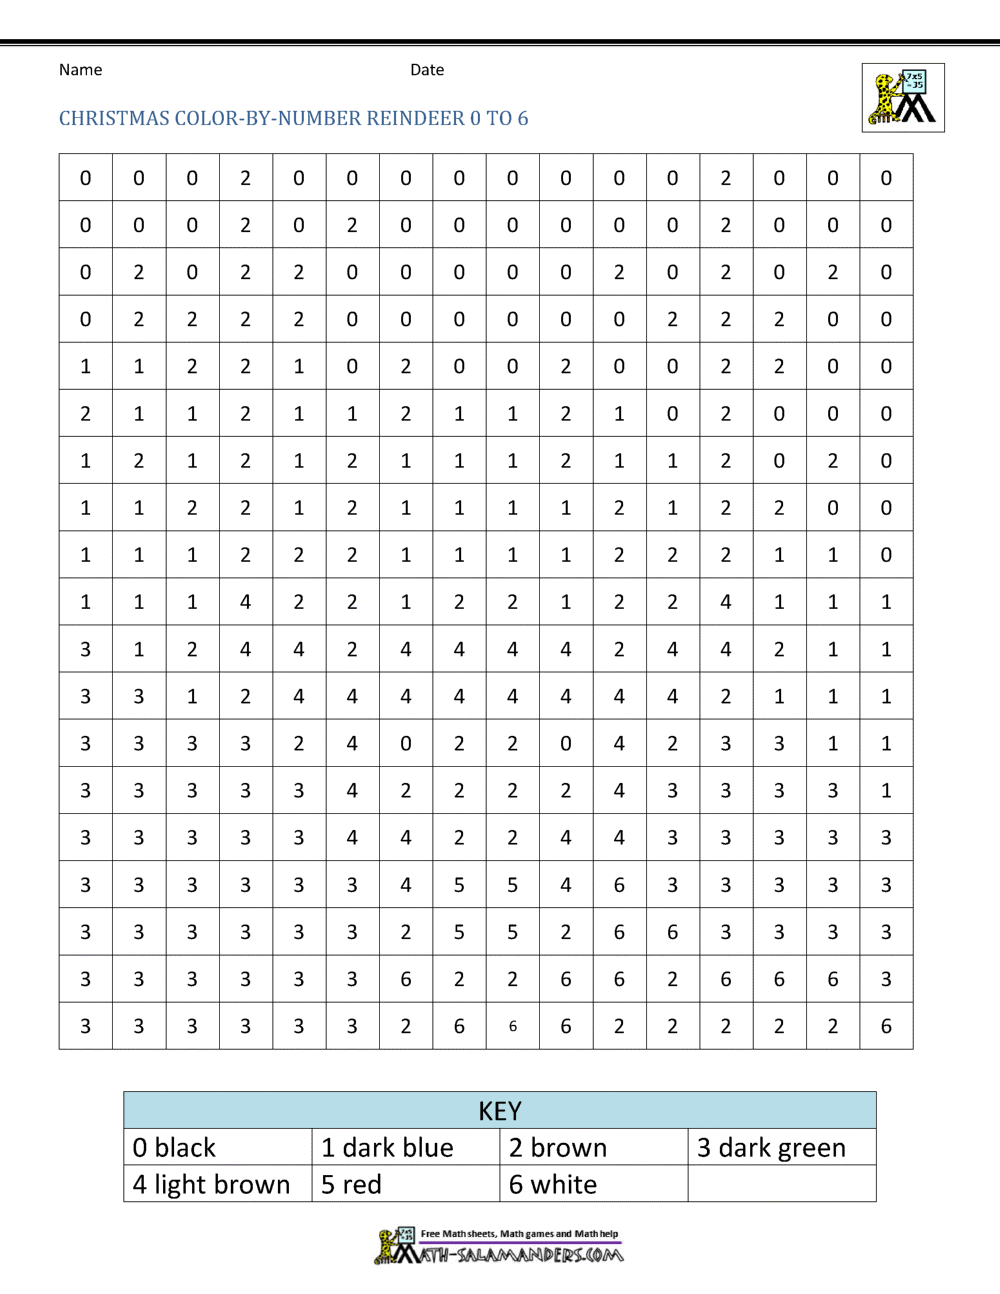 Name Date
7x5
=35
CHRISTMAS COLOR-BY-NUMBER REINDEER 0 TO 6
0 0 0 2 0 0 0 0 0 0 0 0 2 0 0 0
0 0 0 2 0 2 0 0 0 0 0 0 2 0 0 0
0 2 0 2 2 0 0 0 0 0 2 0 2 0 2 0
0 2 2 2 2 0 0 0 0 0 0 2 2 2 0 0
1 1 2 2 1 0 2 0 0 2 0 0 2 2 0 0
2 1 1 2 1 1 2 1 1 2 1 0 2 0 0 0
1 2 1 2 1 2 1 1 1 2 1 1 2 0 2 0
1 1 2 2 1 2 1 1 1 1 2 1 2 2 0 0
1 1 1 2 2 2 1 1 1 1 2 2 2 1 1 0
1 1 1 4 2 2 1 2 2 1 2 2 4 1 1 1
3 1 2 4 4 2 4 4 4 4 2 4 4 2 1 1
3 3 1 2 4 4 4 4 4 4 4 4 2 1 1 1
3 3 3 3 2 4 0 2 2 0 4 2 3 3 1 1
3 3 3 3 3 4 2 2 2 2 4 3 3 3 3 1
3 3 3 3 3 4 4 2 2 4 4 3 3 3 3 3
3 3 3 3 3 3 4 5 5 4 6 3 3 3 3 3
3 3 3 3 3 3 2 5 5 2 6 6 3 3 3 3
3 3 3 3 3 3 6 2 2 6 6 2 6 6 6 3
3 3 3 3 3 3 2 6 6 6 2 2 2 2 2 6
KEY
0 black 1 dark blue 2 brown 3 dark green
4 light brown 5 red 6 white
Free Math sheets, Math games and Math help
MATH-SALAMANDERS.COM